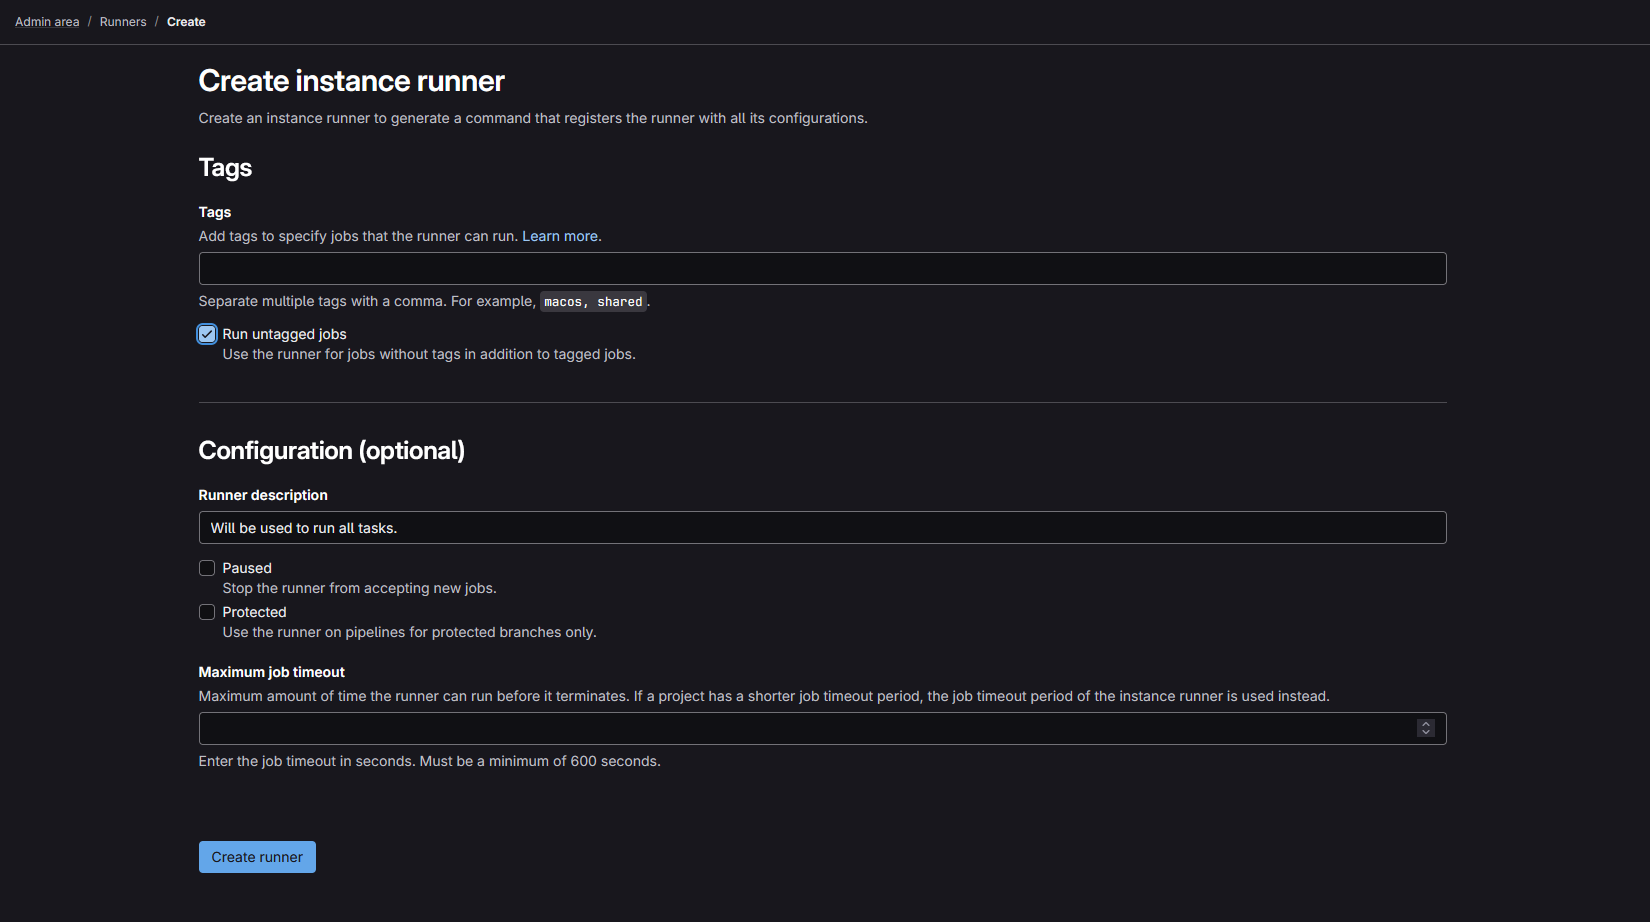 Admin area / Runners / Create
Create instance runner
Create an instance runner to generate a command that registers the runner with all its configurations.
Tags
Tags
Add tags to specify jobs that the runner can run. Learn more.
Separate multiple tags with a comma. For example, macos, shared.
Run untagged jobs
Use the runner for jobs without tags in addition to tagged jobs.
Configuration (optional)
Runner description
Will be used to run all tasks.
Paused
Stop the runner from accepting new jobs.
Protected
Use the runner on pipelines for protected branches only.
Maximum job timeout
Maximum amount of time the runner can run before it terminates. If a project has a shorter job timeout period, the job timeout period of the instance runner is used instead.
Enter the job timeout in seconds. Must be a minimum of 600 seconds.
Create runner